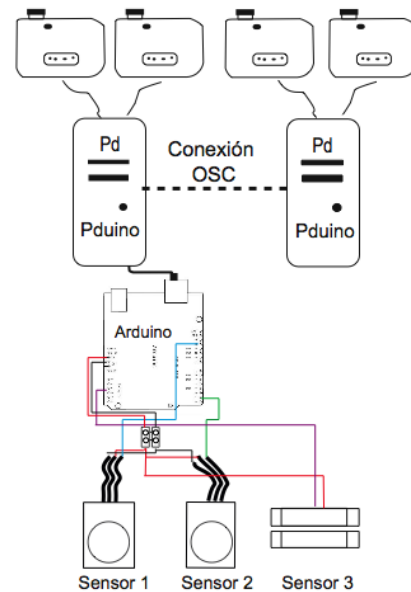 Pd
Pduino
Conexión
OSC
Pd
Pduino
Arduino
Sensor 1
Sensor 2
Sensor 3